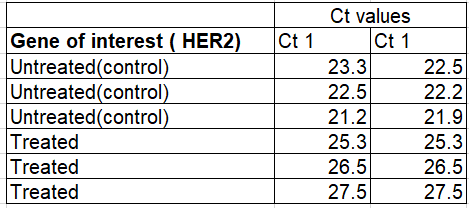 Ct values
Gene of interest ( HER2) Ct 1 Ct 1
Untreated(control) 23.3 22.5
Untreated(control) 22.5 22.2
Untreated(control) 21.2 21.9
Treated 25.3 25.3
Treated 26.5 26.5
Treated 27.5 27.5